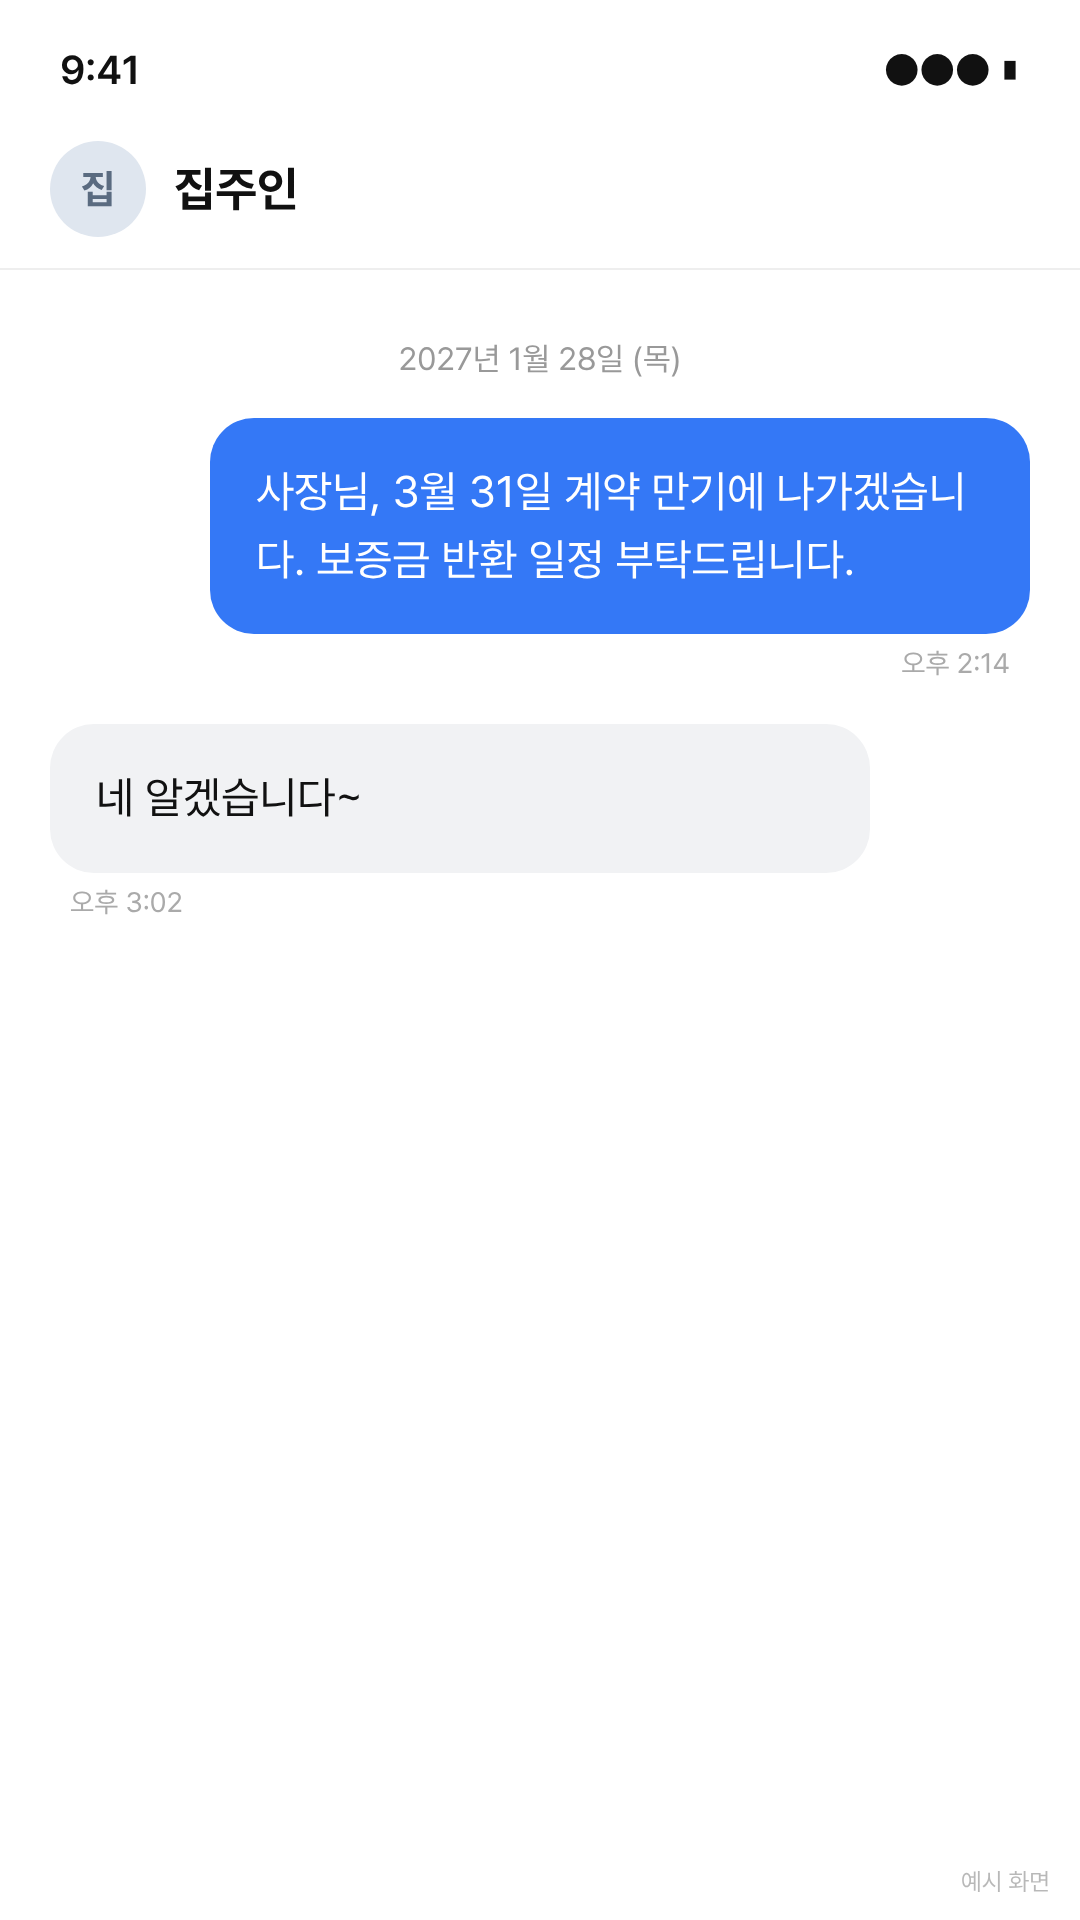 9:41
집
집주인
2027년 1월 28일 (목)
사장님, 3월 31일 계약 만기에 나가겠습니
다. 보증금 반환 일정 부탁드립니다.
오후 2:14
네 알겠습니다~
오후 3:02
예시 화면